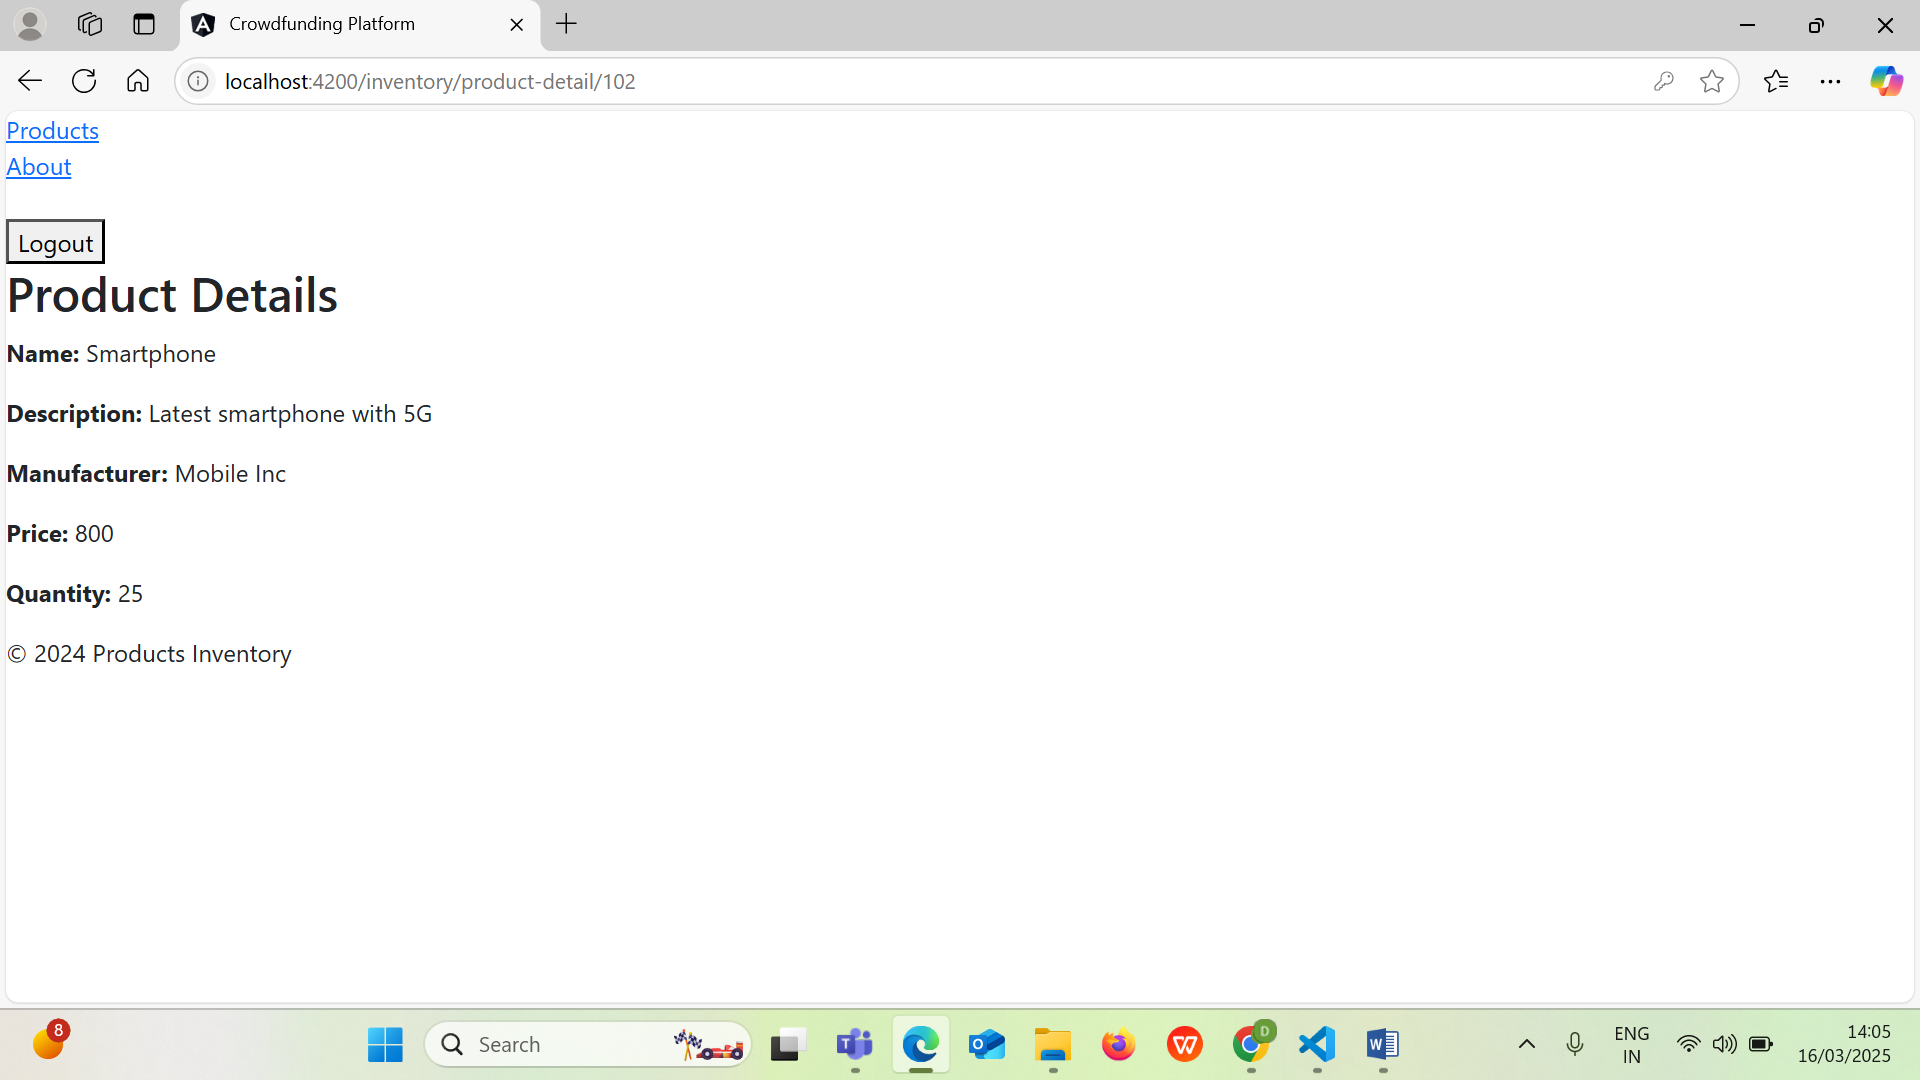 Crowdfunding Platform
localhost:4200/inventory/product-detail/102
Products
About
Logout
Product Details
Name: Smartphone
Description: Latest smartphone with 5G
Manufacturer: Mobile Inc
Price: 800
Quantity: 25
© 2024 Products Inventory
8
Search
D
ENG
IN
14:05
16/03/2025